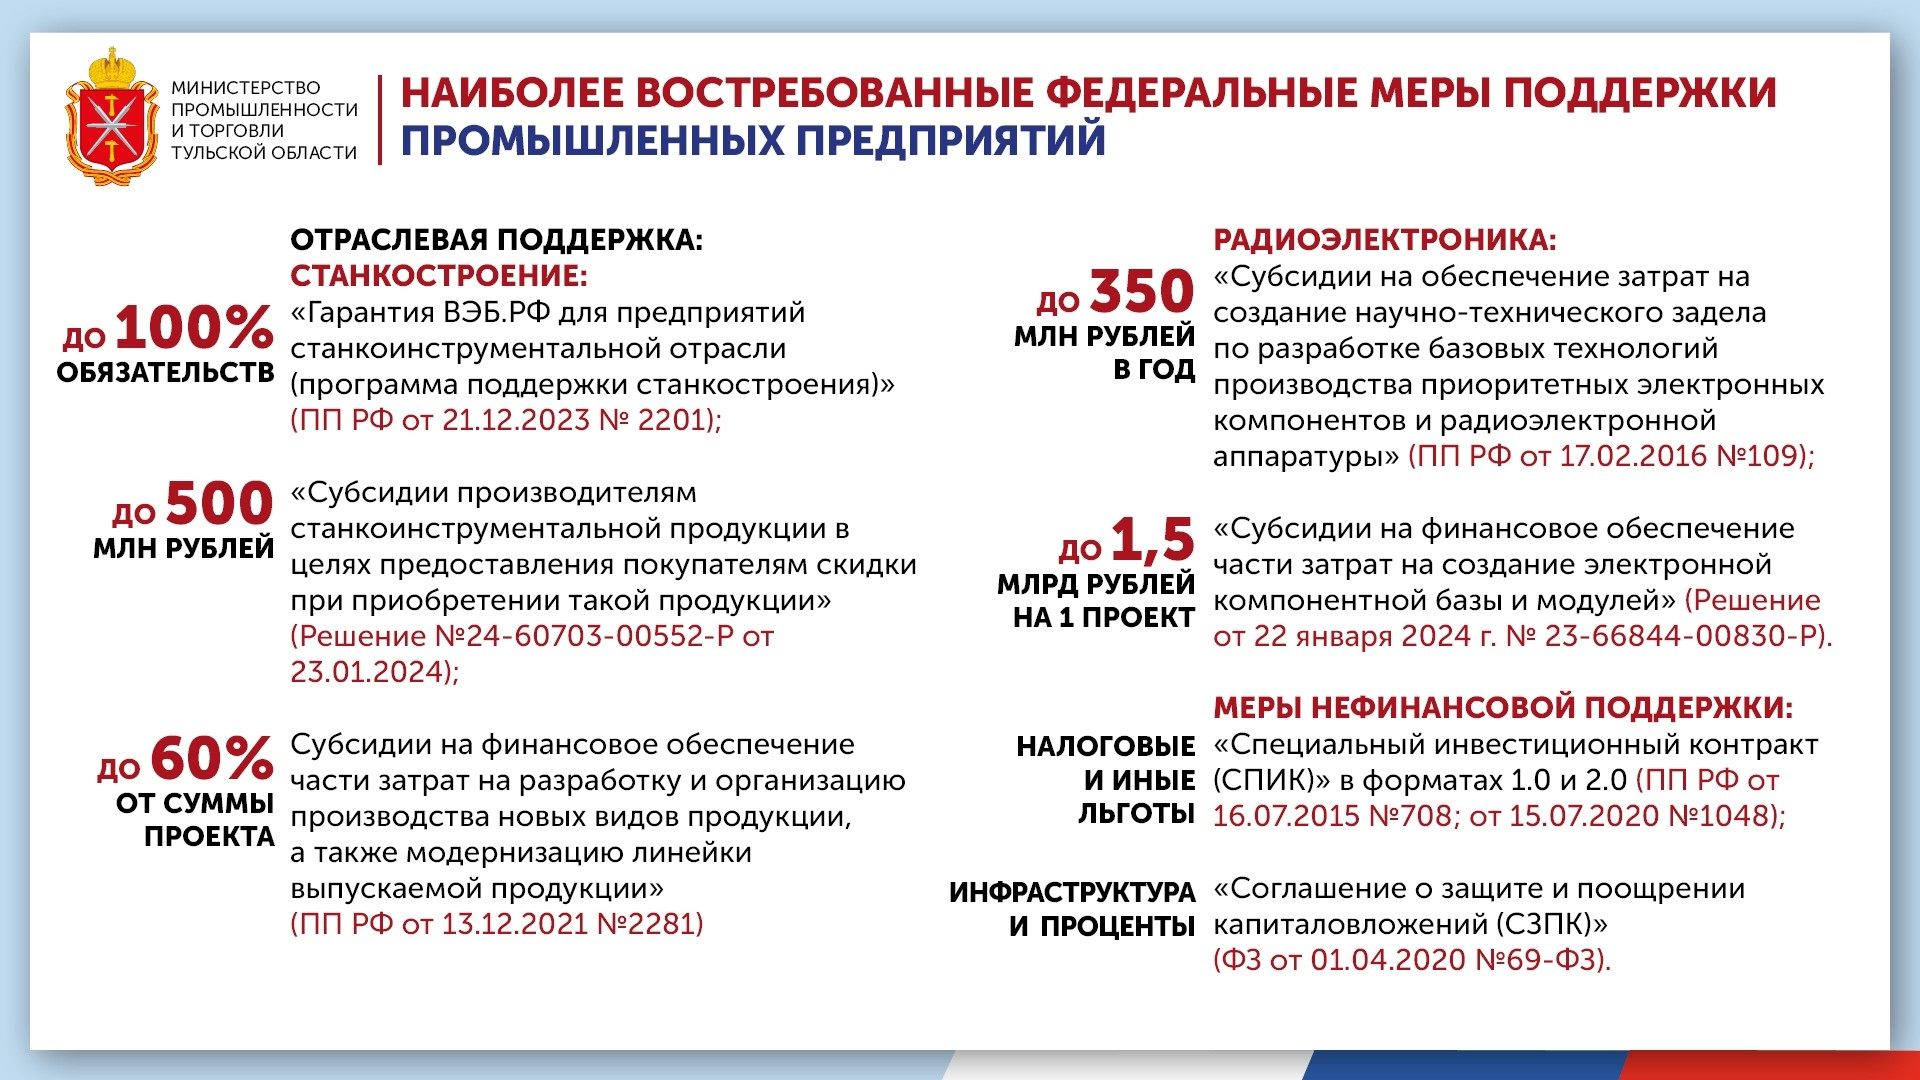 МИНИСТЕРСТВО
ПРОМЫШЛЕННОСТИ
И ТОРГОВЛИ
ТУЛЬСКОЙ ОБЛАСТИ
НАИБОЛЕЕ ВОСТРЕБОВАННЫЕ ФЕДЕРАЛЬНЫЕ МЕРЫ ПОДДЕРЖКИ
ПРОМЫШЛЕННЫХ ПРЕДПРИЯТИЙ
ОТРАСЛЕВАЯ ПОДДЕРЖКА:
СТАНКОСТРОЕНИЕ:
ДО 100%
ОБЯЗАТЕЛЬСТВ
«Гарантия ВЭБ.РФ для предприятий
станкоинструментальной отрасли
(программа поддержки станкостроения)»
(ПП РФ от 21.12.2023 № 2201);
ДО 500
МЛН РУБЛЕЙ
«Субсидии производителям
станкоинструментальной продукции в
целях предоставления покупателям скидки
при приобретении такой продукции»
(Решение №24-60703-00552-Р от
23.01.2024);
ДО 60%
ОТ СУММЫ
ПРОЕКТА
Субсидии на финансовое обеспечение
части затрат на разработку и организацию
производства новых видов продукции,
а также модернизацию линейки
выпускаемой продукции»
(ПП РФ от 13.12.2021 №2281)
РАДИОЭЛЕКТРОНИКА:
ДО 350
МЛН РУБЛЕЙ
В ГОД
«Субсидии на обеспечение затрат на
создание научно-технического задела
по разработке базовых технологий
производства приоритетных электронных
компонентов и радиоэлектронной
аппаратуры» (ПП РФ от 17.02.2016 №109);
ДО 1,5
МЛРД РУБЛЕЙ
НА 1 ПРОЕКТ
«Субсидии на финансовое обеспечение
части затрат на создание электронной
компонентной базы и модулей» (Решение
от 22 января 2024 г. № 23-66844-00830-Р).
МЕРЫ НЕФИНАНСОВОЙ ПОДДЕРЖКИ:
НАЛОГОВЫЕ
И ИНЫЕ
ЛЬГОТЫ
«Специальный инвестиционный контракт
(СПИК)» в форматах 1.0 и 2.0 (ПП РФ от
16.07.2015 №708; от 15.07.2020 №1048);
ИНФРАСТРУКТУРА
И ПРОЦЕНТЫ
«Соглашение о защите и поощрении
капиталовложений (СЗПК)»
(ФЗ от 01.04.2020 №69-ФЗ).